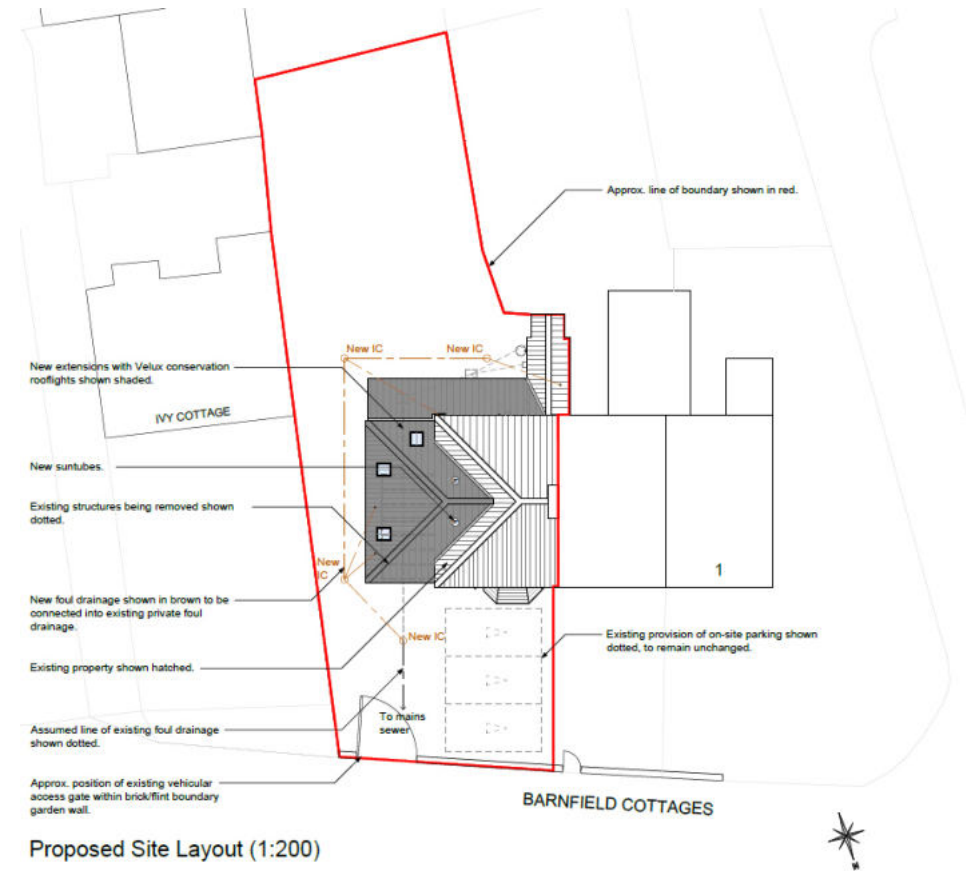 Approx. line of boundary shown in red.
New IC
New IC
New extensions with Velux conservation
rooflights shown shaded.
IVY COTTAGE
New suntubes.
Existing structures being removed shown
dotted.
New
IC
1
New foul drainage shown in brown to be
connected into existing private foul
drainage.
New IC
Existing provision of on-site parking shown
dotted, to remain unchanged.
Existing property shown hatched.
To mains
sewer
Assumed line of existing foul drainage
shown dotted.
Approx. position of existing vehicular
access gate within brick/flint boundary
garden wall.
BARNFIELD COTTAGES
Proposed Site Layout (1:200)